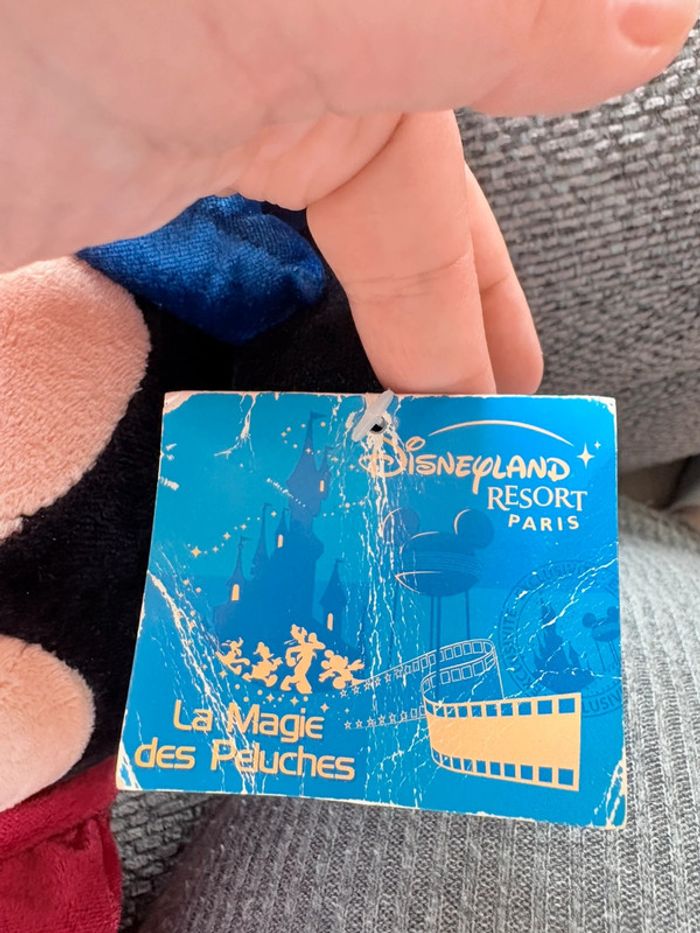 Disneyland
Resort
Paris
La Magie
des Peluches